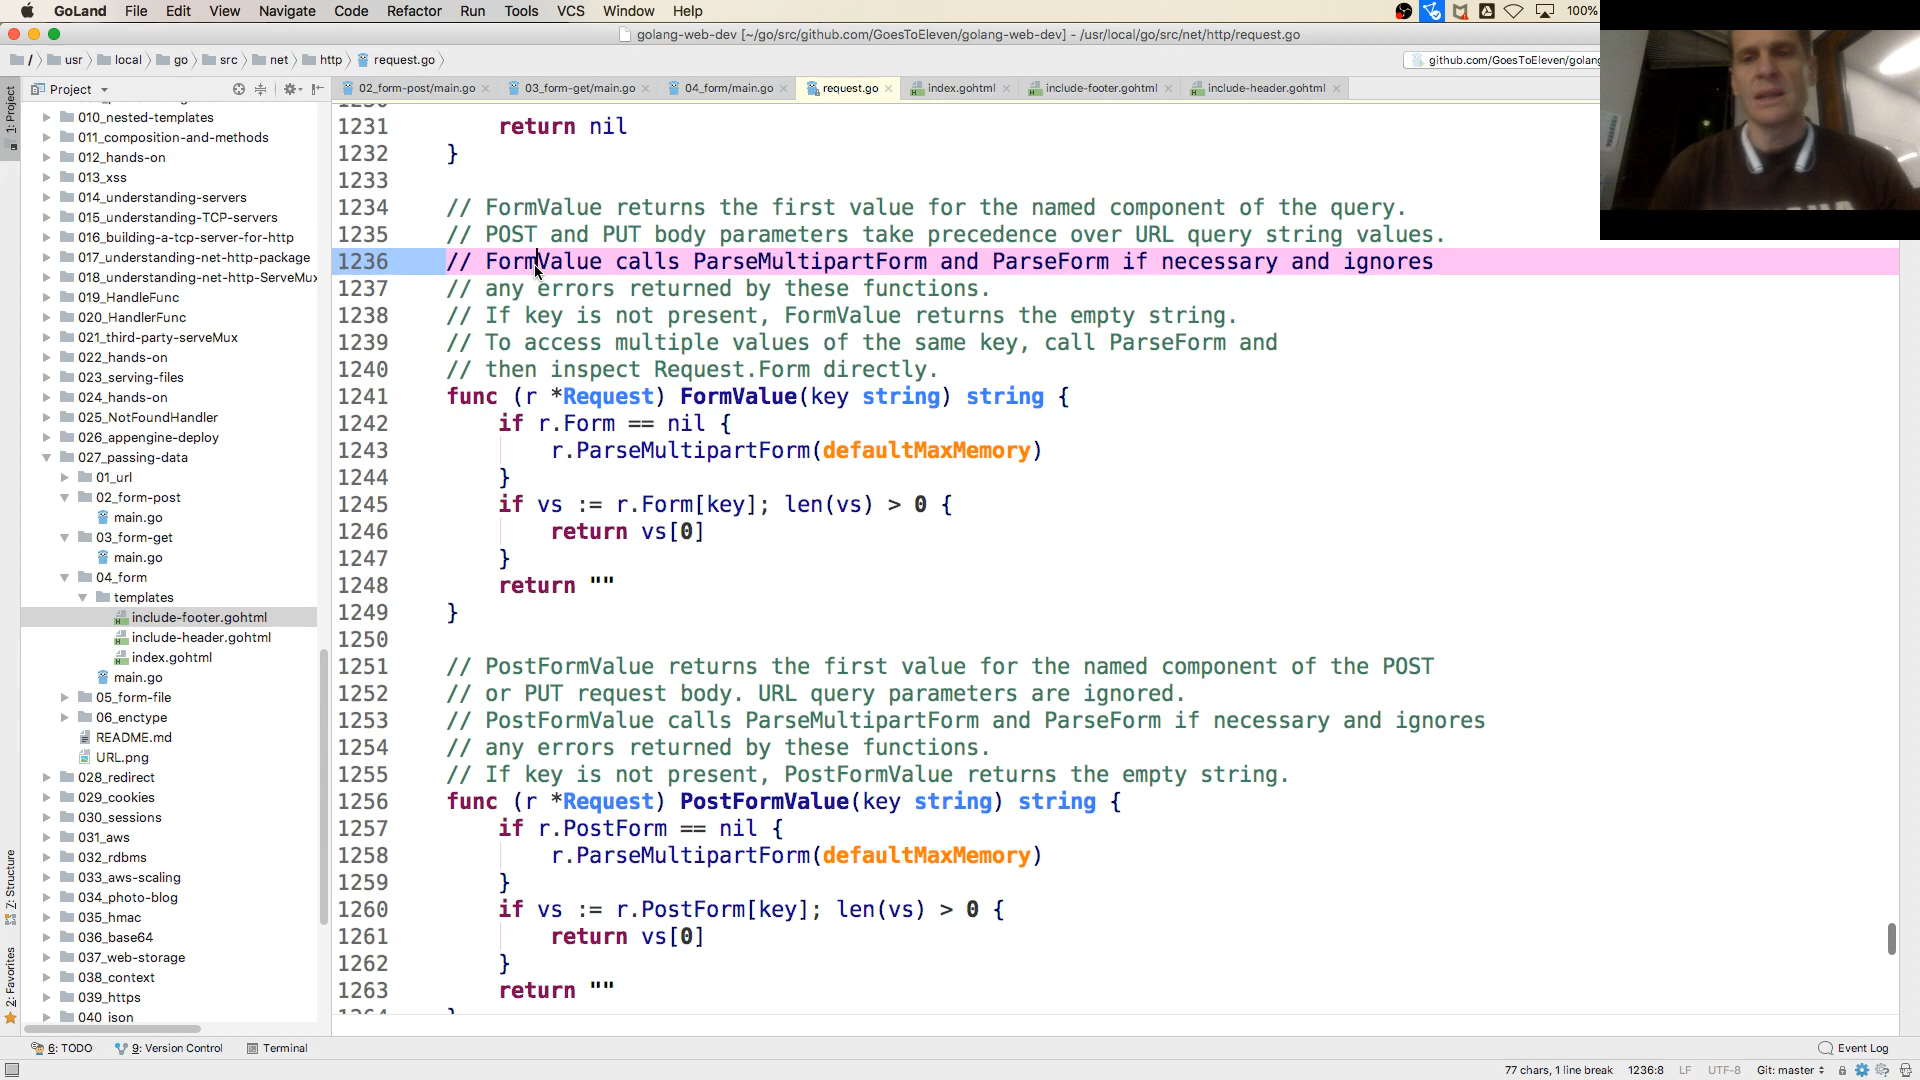 GoLand File Edit View Navigate Code Refactor Run Tools VCS Window Help 100%
golang-web-dev [~/go/src/github.com/GoesToEleven/golang-web-dev] - /usr/local/go/src/net/http/request.go
/ usr local go src net http request.go github.com/GoesToEleven/golang
Project 02_form-post/main.go 03_form-get/main.go 04_form/main.go request.go index.gohtml include-footer.gohtml include-header.gohtml
1: Project
7: Structure
2: Favorites
010_nested-templates
011_composition-and-methods
012_hands-on
013_xss
014_understanding-servers
015_understanding-TCP-servers
016_building-a-tcp-server-for-http
017_understanding-net-http-package
018_understanding-net-http-ServeMux
019_HandleFunc
020_HandlerFunc
021_third-party-serveMux
022_hands-on
023_serving-files
024_hands-on
025_NotFoundHandler
026_appengine-deploy
027_passing-data
01_url
02_form-post
main.go
03_form-get
main.go
04_form
templates
include-footer.gohtml
include-header.gohtml
index.gohtml
main.go
05_form-file
06_enctype
README.md
URL.png
028_redirect
029_cookies
030_sessions
031_aws
032_rdbms
033_aws-scaling
034_photo-blog
035_hmac
036_base64
037_web-storage
038_context
039_https
040_json
1231 return nil
1232 }
1233
1234 // FormValue returns the first value for the named component of the query.
1235 // POST and PUT body parameters take precedence over URL query string values.
1236 // FormValue calls ParseMultipartForm and ParseForm if necessary and ignores
1237 // any errors returned by these functions.
1238 // If key is not present, FormValue returns the empty string.
1239 // To access multiple values of the same key, call ParseForm and
1240 // then inspect Request.Form directly.
1241 func (r *Request) FormValue(key string) string {
1242 if r.Form == nil {
1243 r.ParseMultipartForm(defaultMaxMemory)
1244 }
1245 if vs := r.Form[key]; len(vs) > 0 {
1246 return vs[0]
1247 }
1248 return ""
1249 }
1250
1251 // PostFormValue returns the first value for the named component of the POST
1252 // or PUT request body. URL query parameters are ignored.
1253 // PostFormValue calls ParseMultipartForm and ParseForm if necessary and ignores
1254 // any errors returned by these functions.
1255 // If key is not present, PostFormValue returns the empty string.
1256 func (r *Request) PostFormValue(key string) string {
1257 if r.PostForm == nil {
1258 r.ParseMultipartForm(defaultMaxMemory)
1259 }
1260 if vs := r.PostForm[key]; len(vs) > 0 {
1261 return vs[0]
1262 }
1263 return ""
6: TODO 9: Version Control Terminal Event Log
77 chars, 1 line break 1236:8 LF UTF-8 Git: master